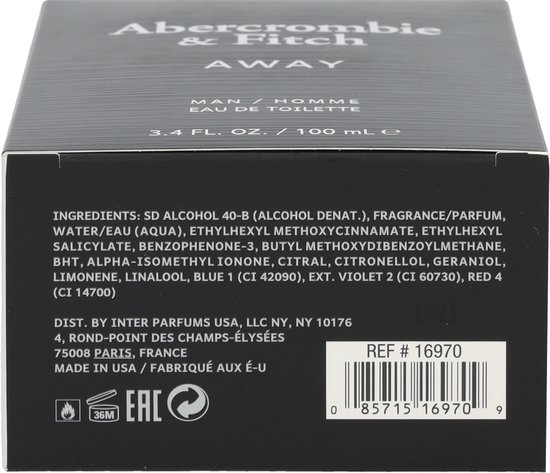 Abercrombie
& Fitch
AWAY
MAN / HOMME
EAU DE TOILETTE
3.4 FL. OZ. / 100 mL ℮
INGREDIENTS: SD ALCOHOL 40-B (ALCOHOL DENAT.), FRAGRANCE/PARFUM,
WATER/EAU (AQUA), ETHYLHEXYL METHOXYCINNAMATE, ETHYLHEXYL
SALICYLATE, BENZOPHENONE-3, BUTYL METHOXYDIBENZOYLMETHANE,
BHT, ALPHA-ISOMETHYL IONONE, CITRAL, CITRONELLOL, GERANIOL,
LIMONENE, LINALOOL, BLUE 1 (CI 42090), EXT. VIOLET 2 (CI 60730), RED 4
(CI 14700)
DIST. BY INTER PARFUMS USA, LLC NY, NY 10176
4, ROND-POINT DES CHAMPS-ÉLYSÉES
75008 PARIS, FRANCE
MADE IN USA / FABRIQUÉ AUX É-U
36M
EAC
REF # 16970
0 85715 16970 9